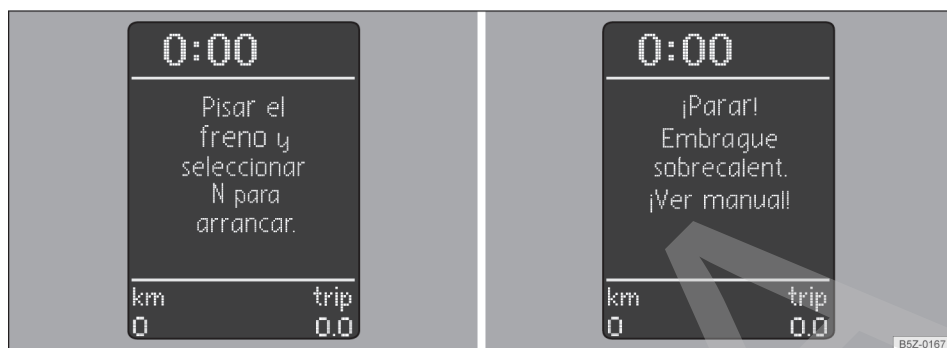 0:00
Pisar el
freno y
seleccionar
N para
arrancar.
km trip
0 0.0
0:00
¡Parar!
Embrague
sobrecalent.
¡Ver manual!
km trip
0 0.0
B5Z-0167